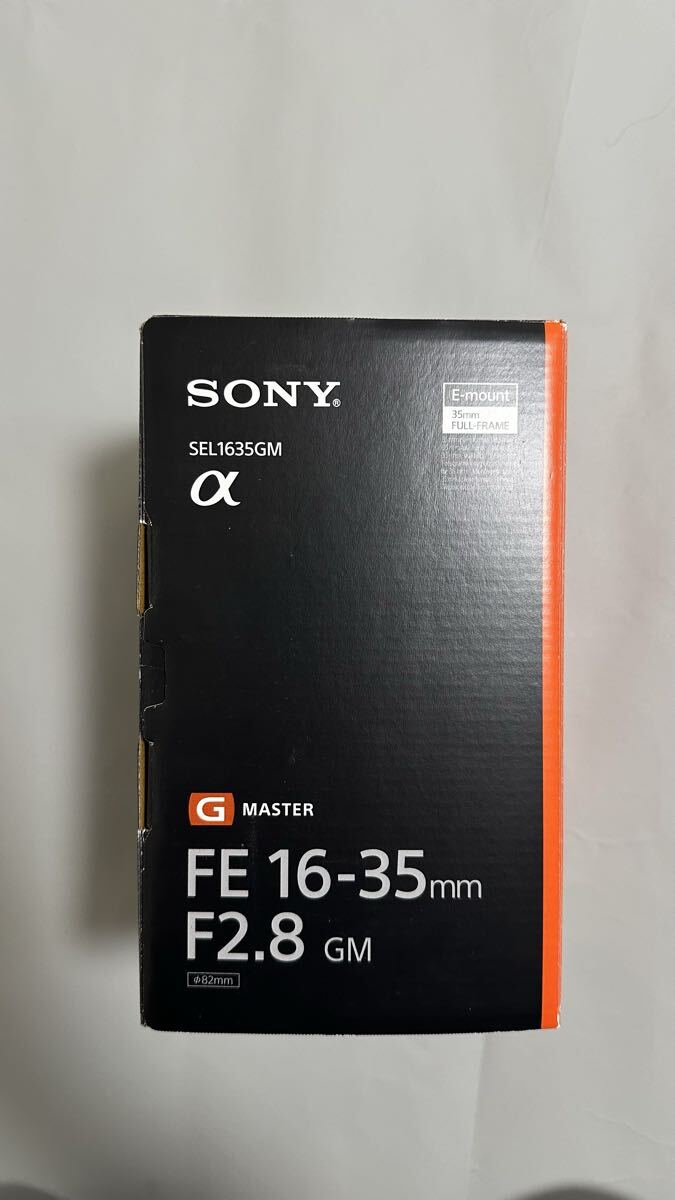 SONY®
E-mount
35mm
FULL-FRAME
SEL1635GM
α
G MASTER
FE 16-35mm
F2.8 GM
φ82mm